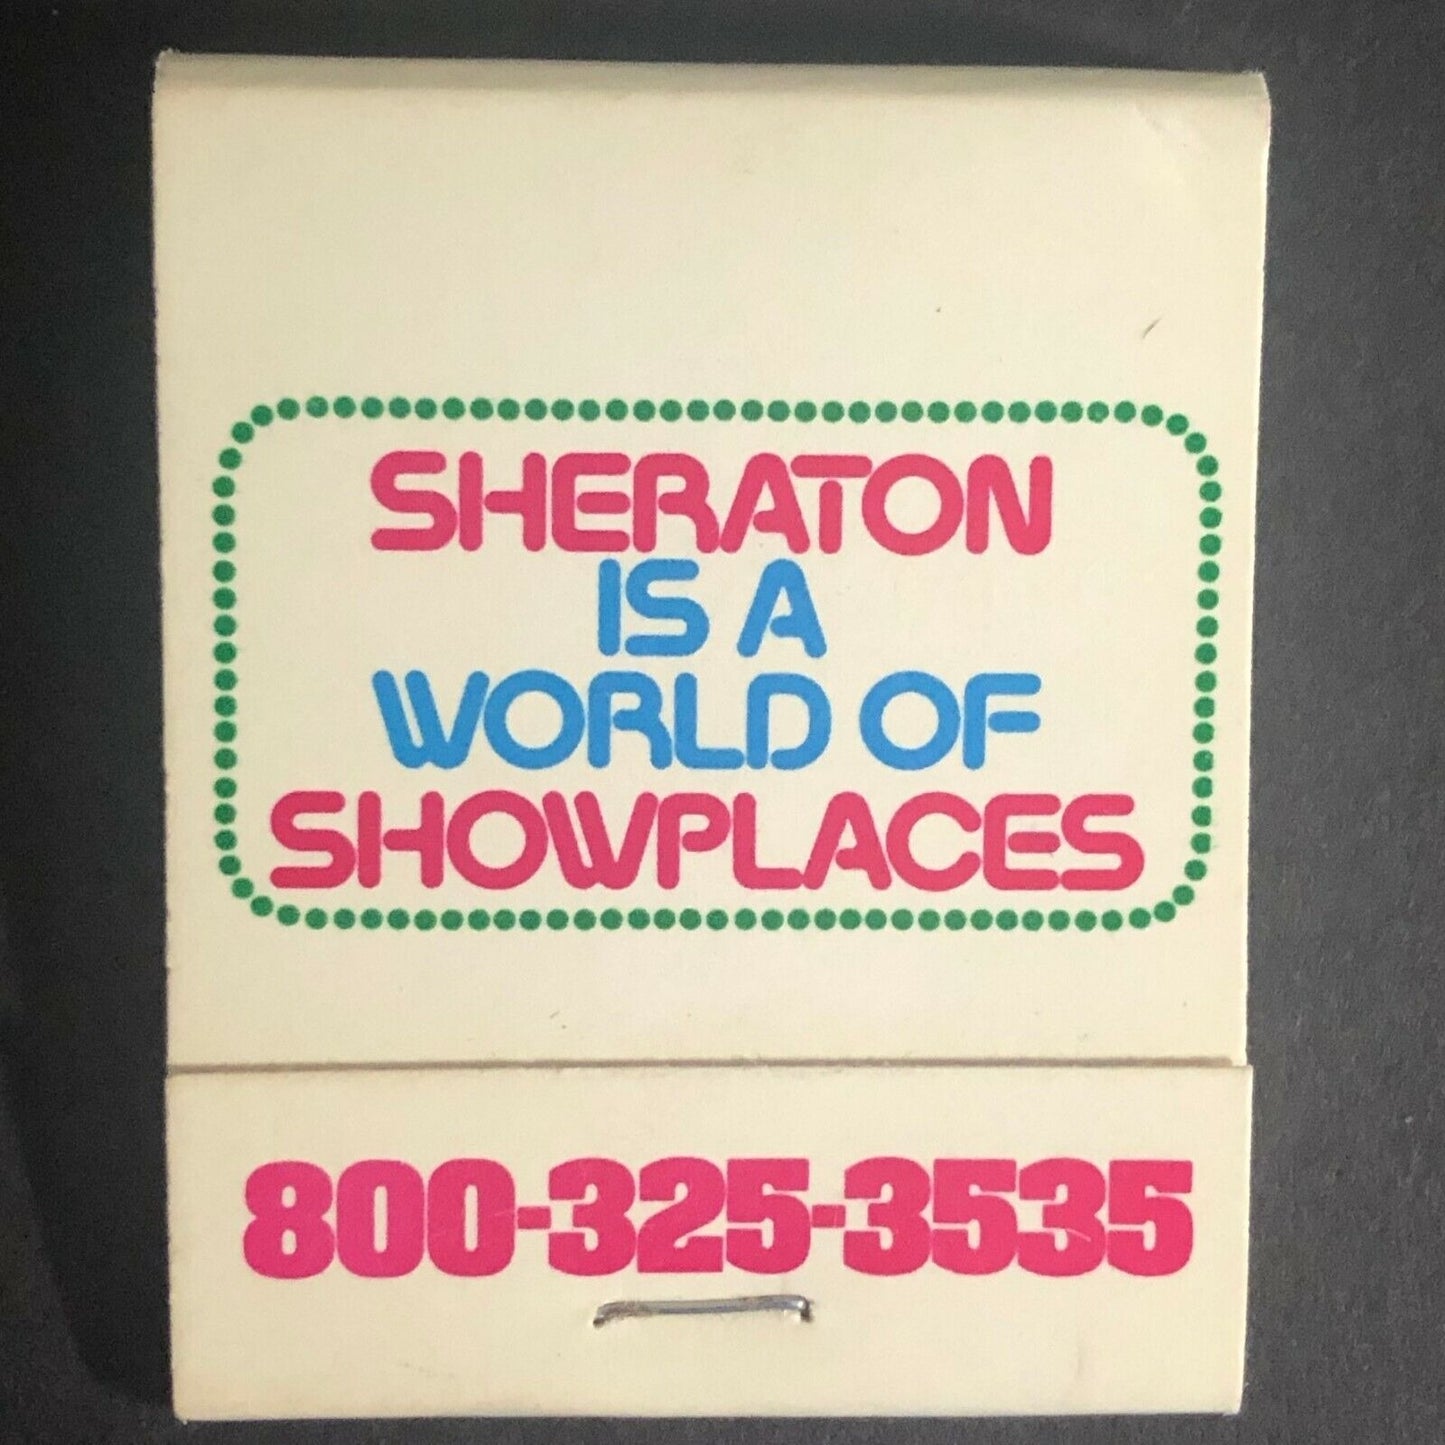 SHERATON
IS A
WORLD OF
SHOWPLACES
800-325-3535